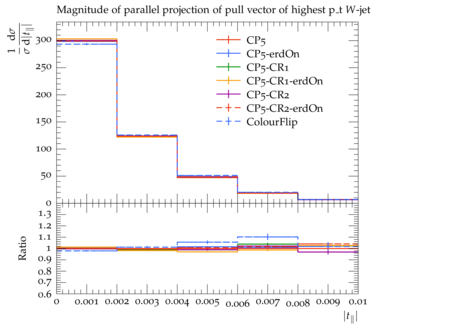 Magnitude of parallel projection of pull vector of highest p_t W-jet
1/σ dσ/d|t∥|
300
250
200
150
100
50
0
CP5
CP5-erdOn
CP5-CR1
CP5-CR1-erdOn
CP5-CR2
CP5-CR2-erdOn
ColourFlip
Ratio
1.3
1.2
1.1
1
0.9
0.8
0.7
0.6
0 0.001 0.002 0.003 0.004 0.005 0.006 0.007 0.008 0.009 0.01
|t∥|